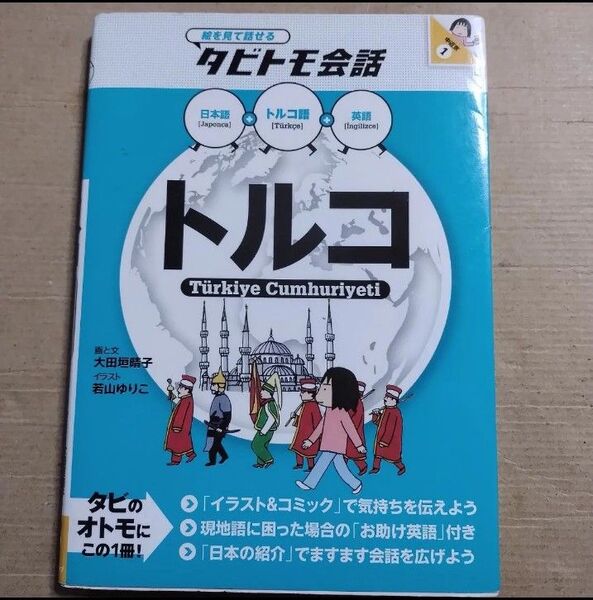 絵を見て話せる
タビトモ会話
中近東
1
日本語
[Japonca]
+
トルコ語
[Türkçe]
+
英語
[İngilizce]
トルコ
Türkiye Cumhuriyeti
画と文
大田垣晴子
イラスト
若山ゆりこ
タビの
オトモに
この1冊!
「イラスト&コミック」で気持ちを伝えよう
現地語に困った場合の「お助け英語」付き
「日本の紹介」でますます会話を広げよう